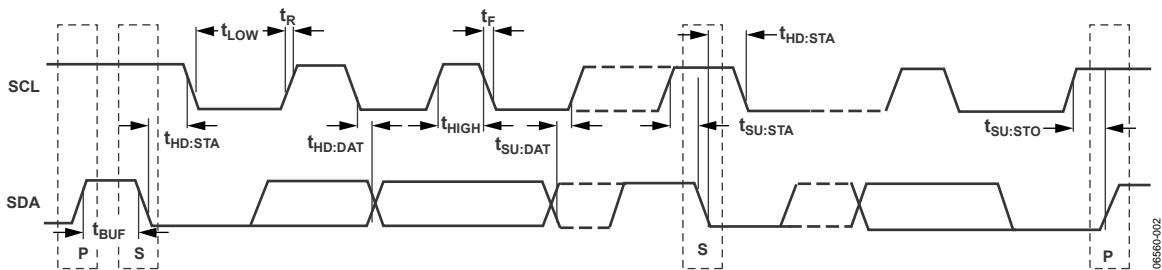 tLOW
tR
tF
tHD:STA
SCL
tHD:STA
tHD:DAT
tHIGH
tSU:DAT
tSU:STA
tSU:STO
SDA
tBUF
P
S
S
P
06560-002